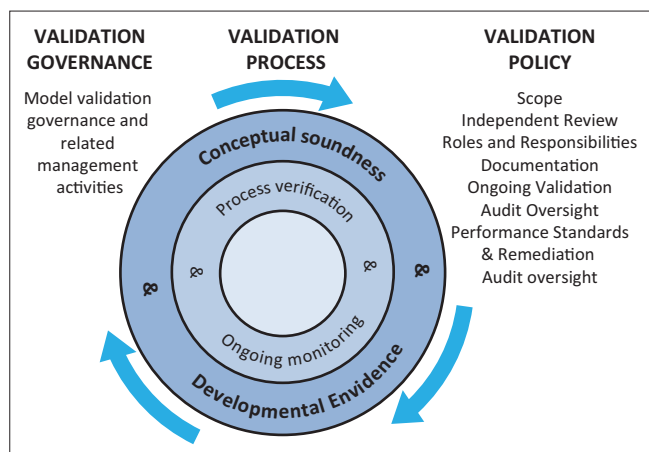 VALIDATION
GOVERNANCE
Model validation
governance and
related
management
activities
VALIDATION
PROCESS
Conceptual soundness
&
&
Developmental Envidence
Process verification
&
&
Ongoing monitoring
VALIDATION
POLICY
Scope
Independent Review
Roles and Responsibilities
Documentation
Ongoing Validation
Audit Oversight
Performance Standards
& Remediation
Audit oversight